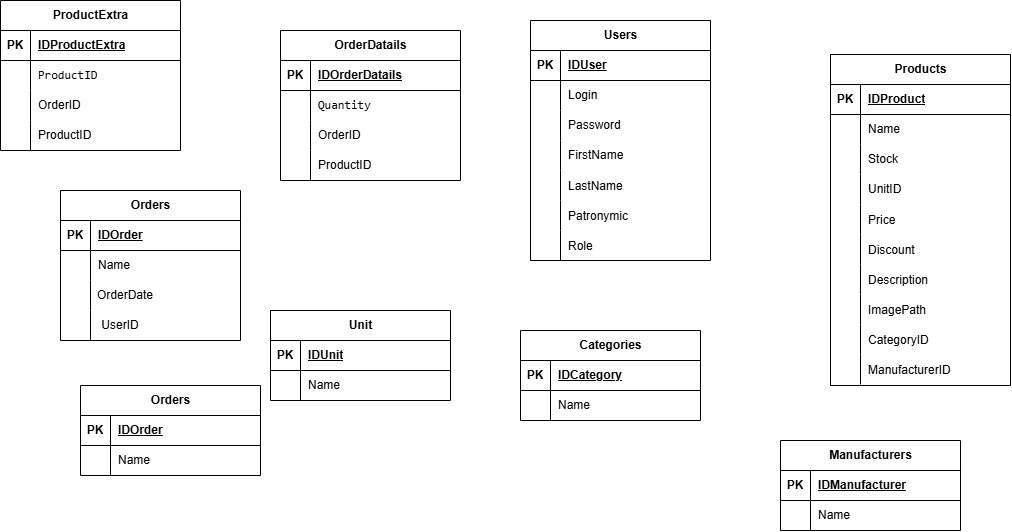 ProductExtra
PK IDProductExtra
ProductID
OrderID
ProductID
OrderDatails
PK IDOrderDatails
Quantity
OrderID
ProductID
Users
PK IDUser
Login
Password
FirstName
LastName
Patronymic
Role
Products
PK IDProduct
Name
Stock
UnitID
Price
Discount
Description
ImagePath
CategoryID
ManufacturerID
Orders
PK IDOrder
Name
OrderDate
UserID
Unit
PK IDUnit
Name
Categories
PK IDCategory
Name
Orders
PK IDOrder
Name
Manufacturers
PK IDManufacturer
Name